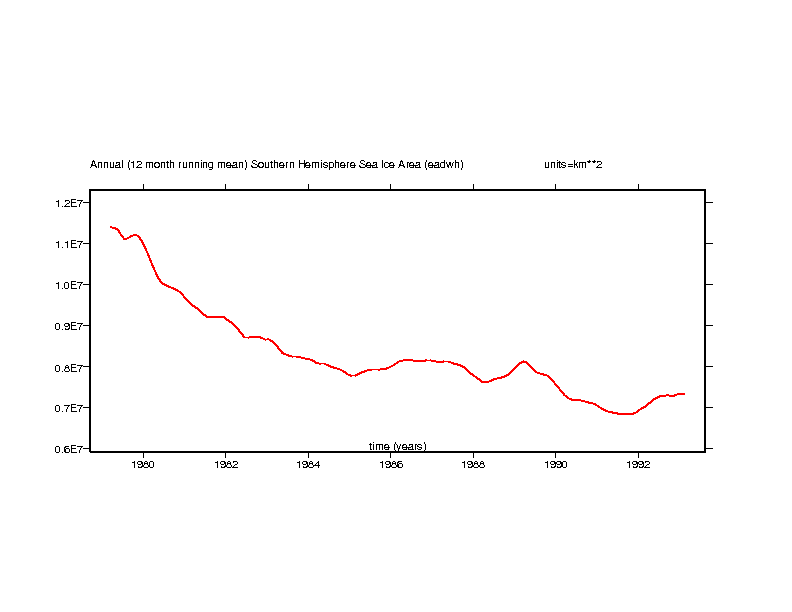 Annual (12 month running mean) Southern Hemisphere Sea Ice Area (eadwh) units=km**2
1.2E7
1.1E7
1.0E7
0.9E7
0.8E7
0.7E7
0.6E7
time (years)
1980 1982 1984 1986 1988 1990 1992